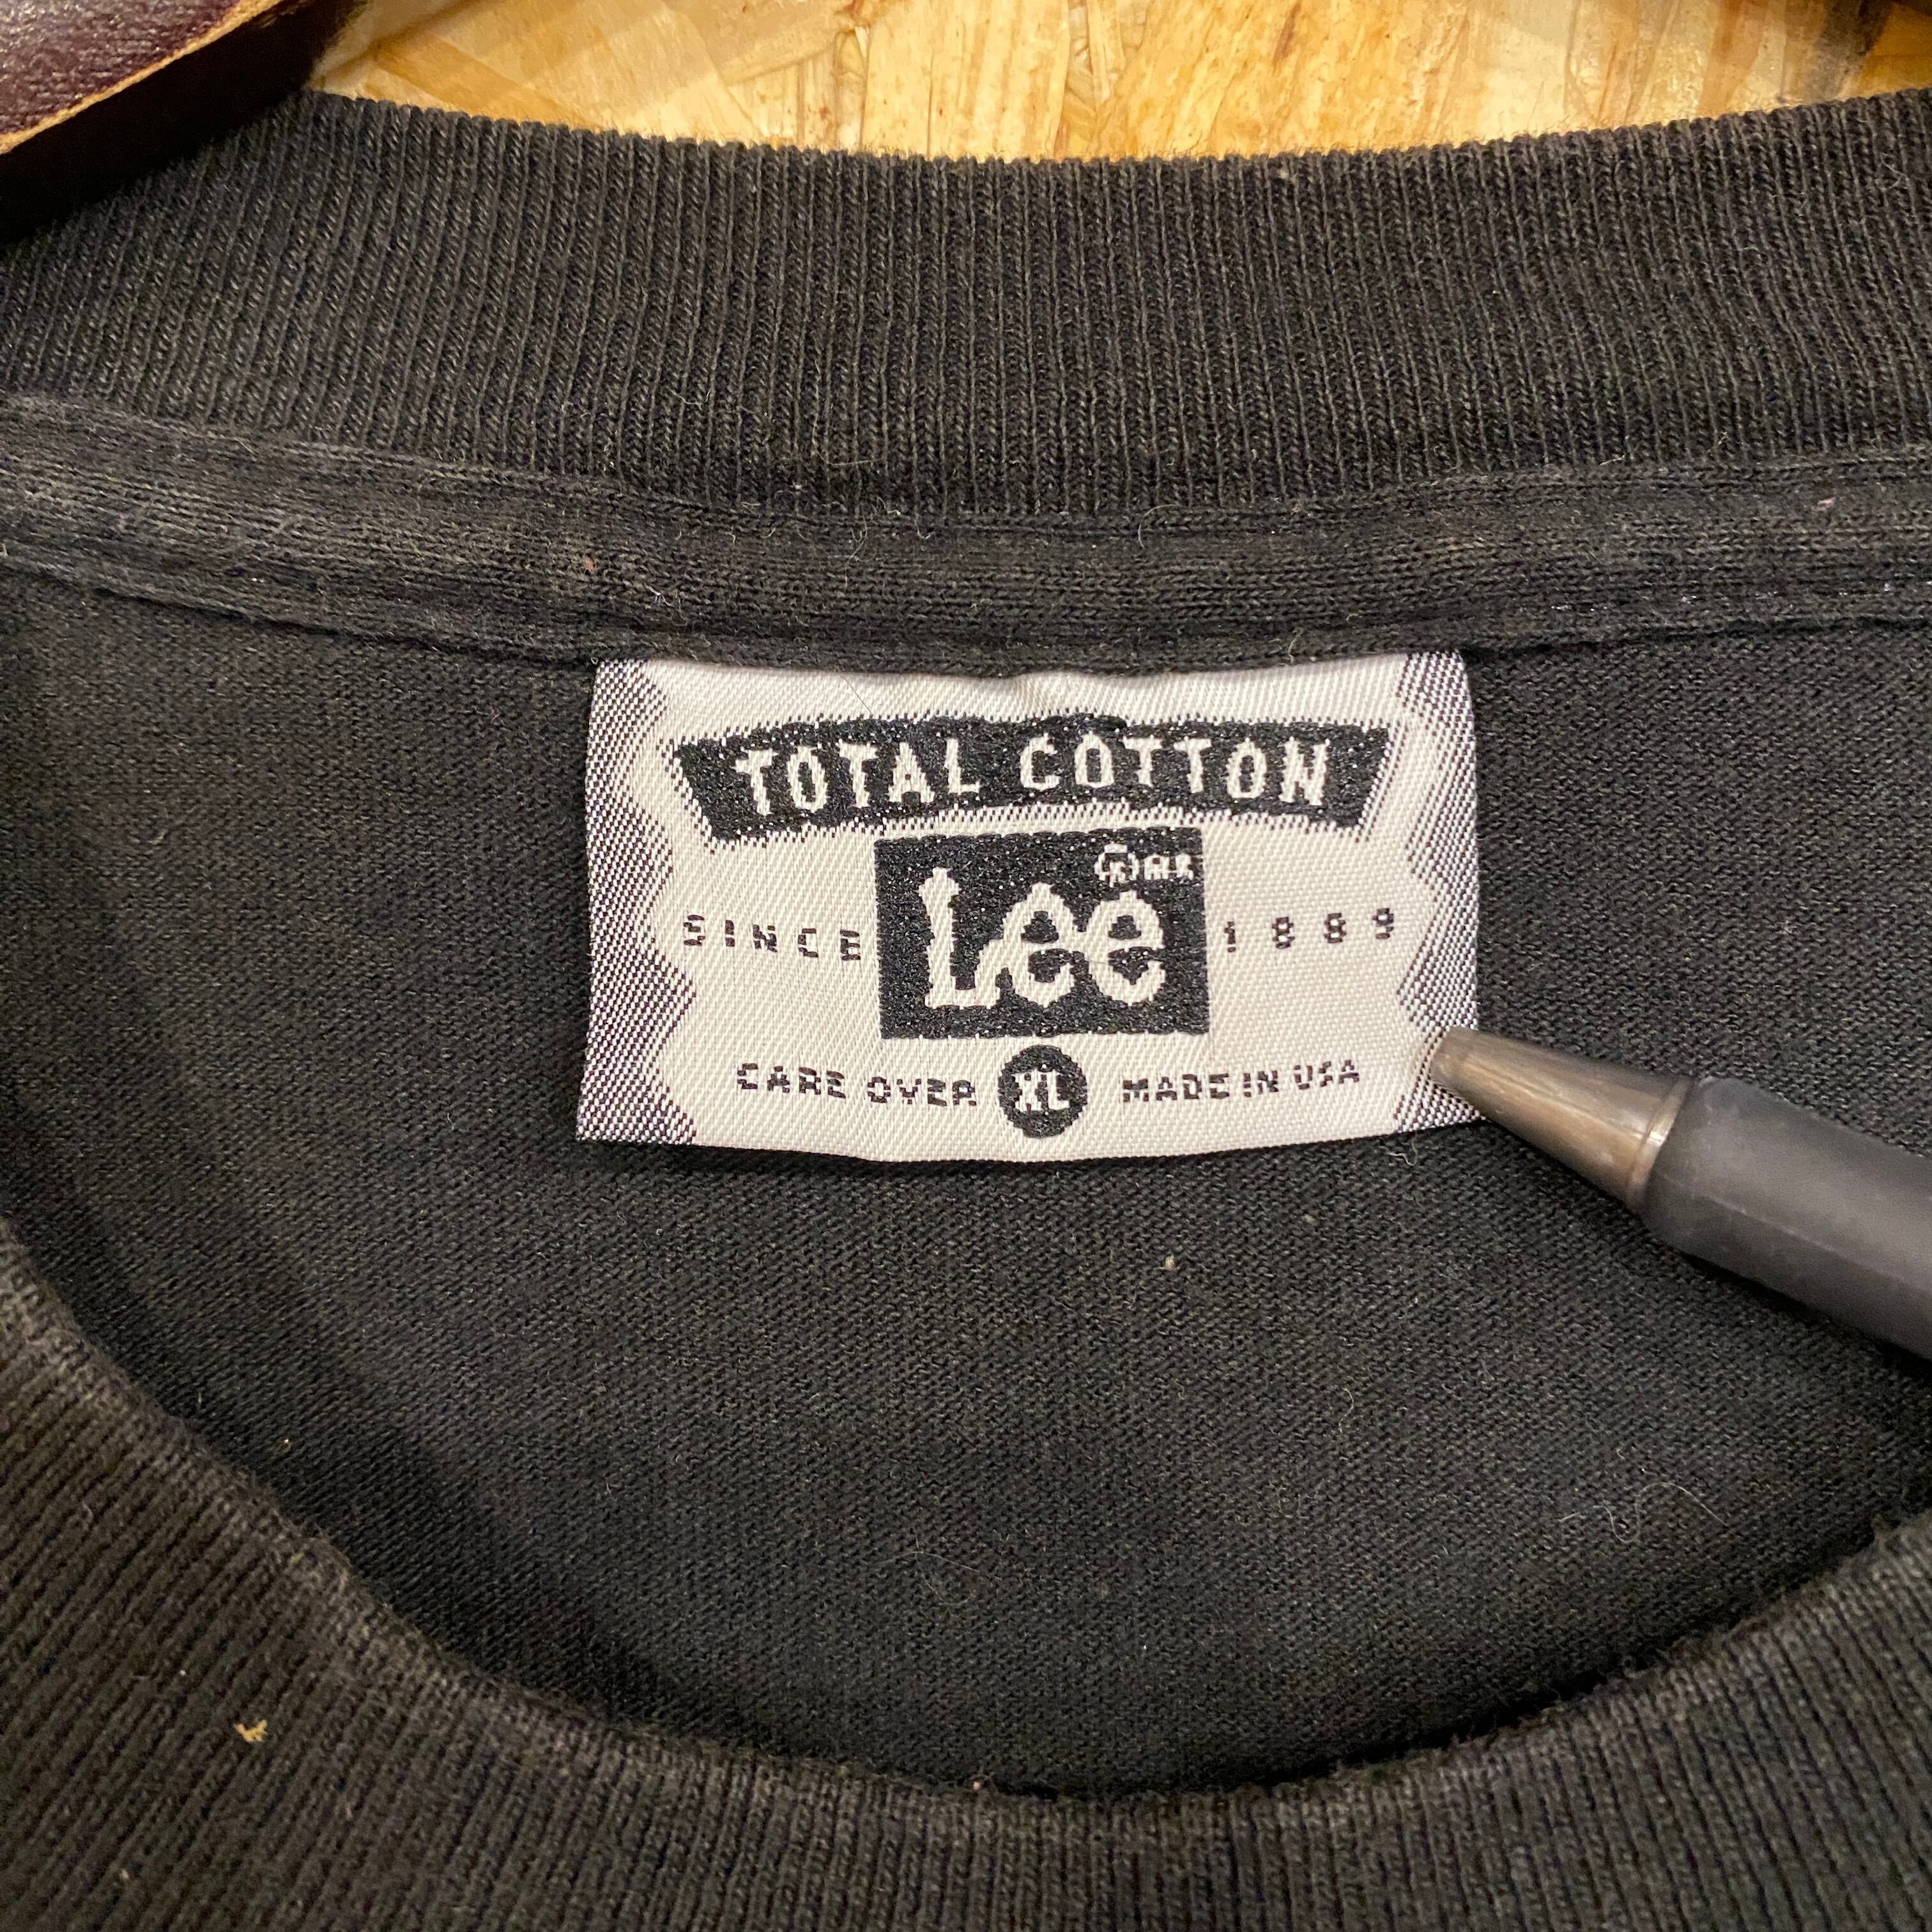 TOTAL COTTON
Lee ® M.R.
SINCE 1889
CARE OVER XL MADE IN USA